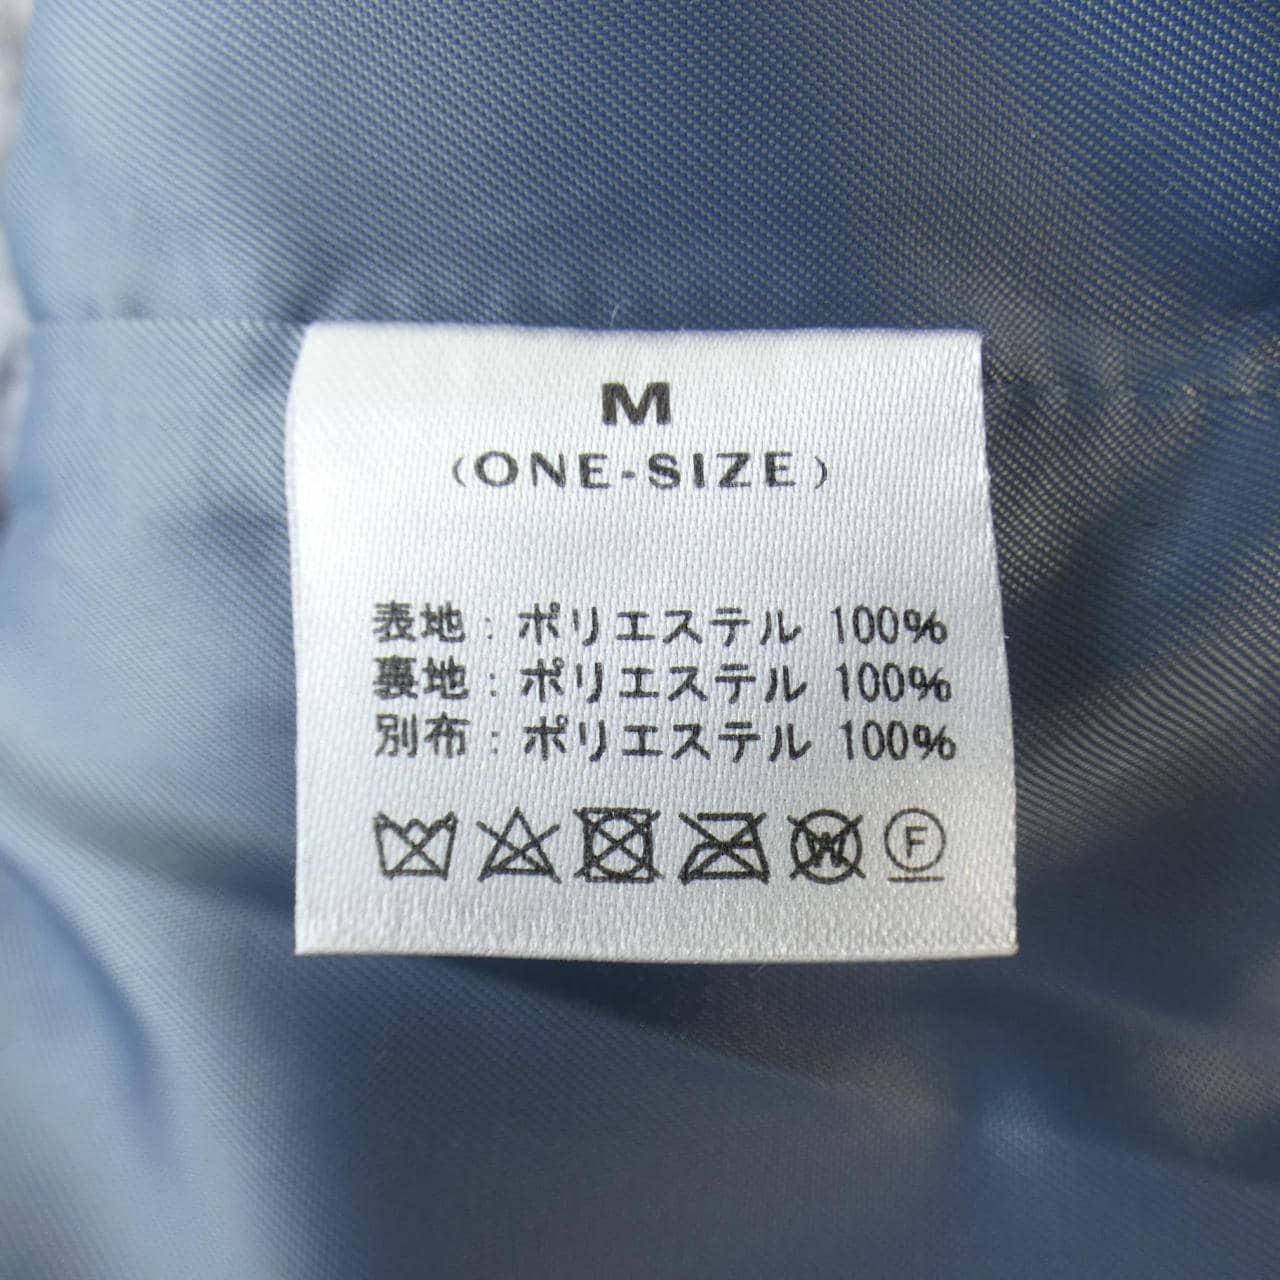 M
(ONE-SIZE)
表地: ポリエステル 100%
裏地: ポリエステル 100%
別布: ポリエステル 100%
W F